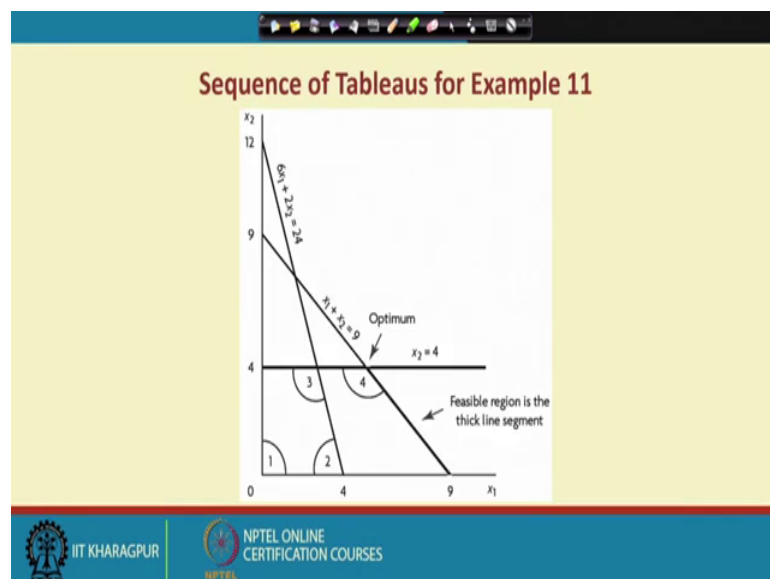 Sequence of Tableaus for Example 11
x2
12
6x1 + 2x2 = 24
9
x1 + x2 = 9
Optimum
x2 = 4
4
3
4
Feasible region is the
thick line segment
1
2
0
4
9
x1
IIT KHARAGPUR
NPTEL ONLINE
CERTIFICATION COURSES
NPTEL